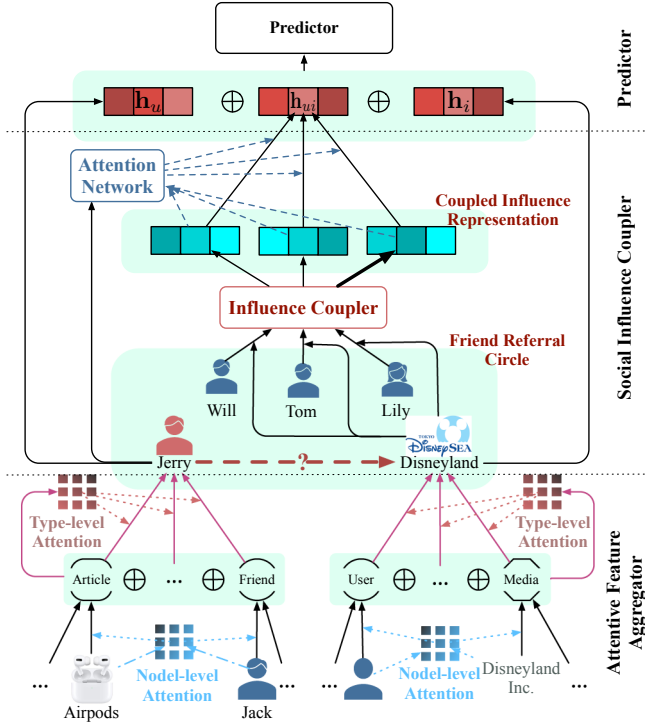 Predictor
h_u
⊕
h_ui
⊕
h_i
Predictor
Attention
Network
Coupled Influence
Representation
Influence Coupler
Friend Referral
Circle
Will
Tom
Lily
TOKYO
DISNEYSEA
Jerry
?
Disneyland
Social Influence Coupler
Type-level
Attention
Type-level
Attention
Article
⊕
...
⊕
Friend
User
⊕
...
⊕
Media
Nodel-level
Attention
Nodel-level
Attention
Disneyland
Inc.
...
Airpods
Jack
...
...
...
Attentive Feature
Aggregator